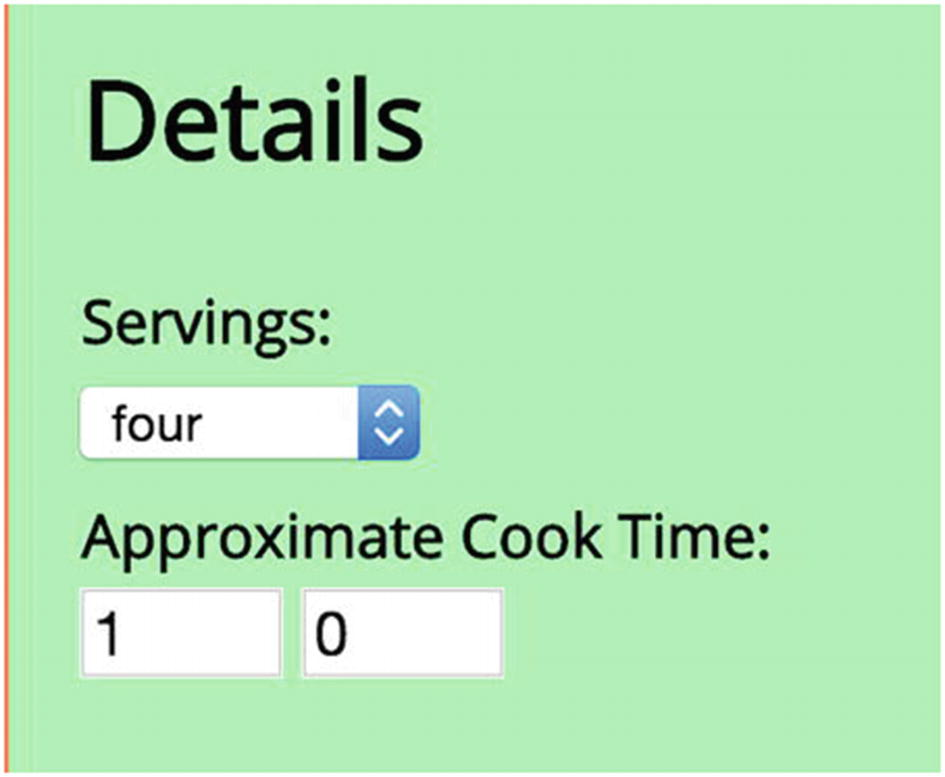 Details
Servings:
four
Approximate Cook Time:
1 0